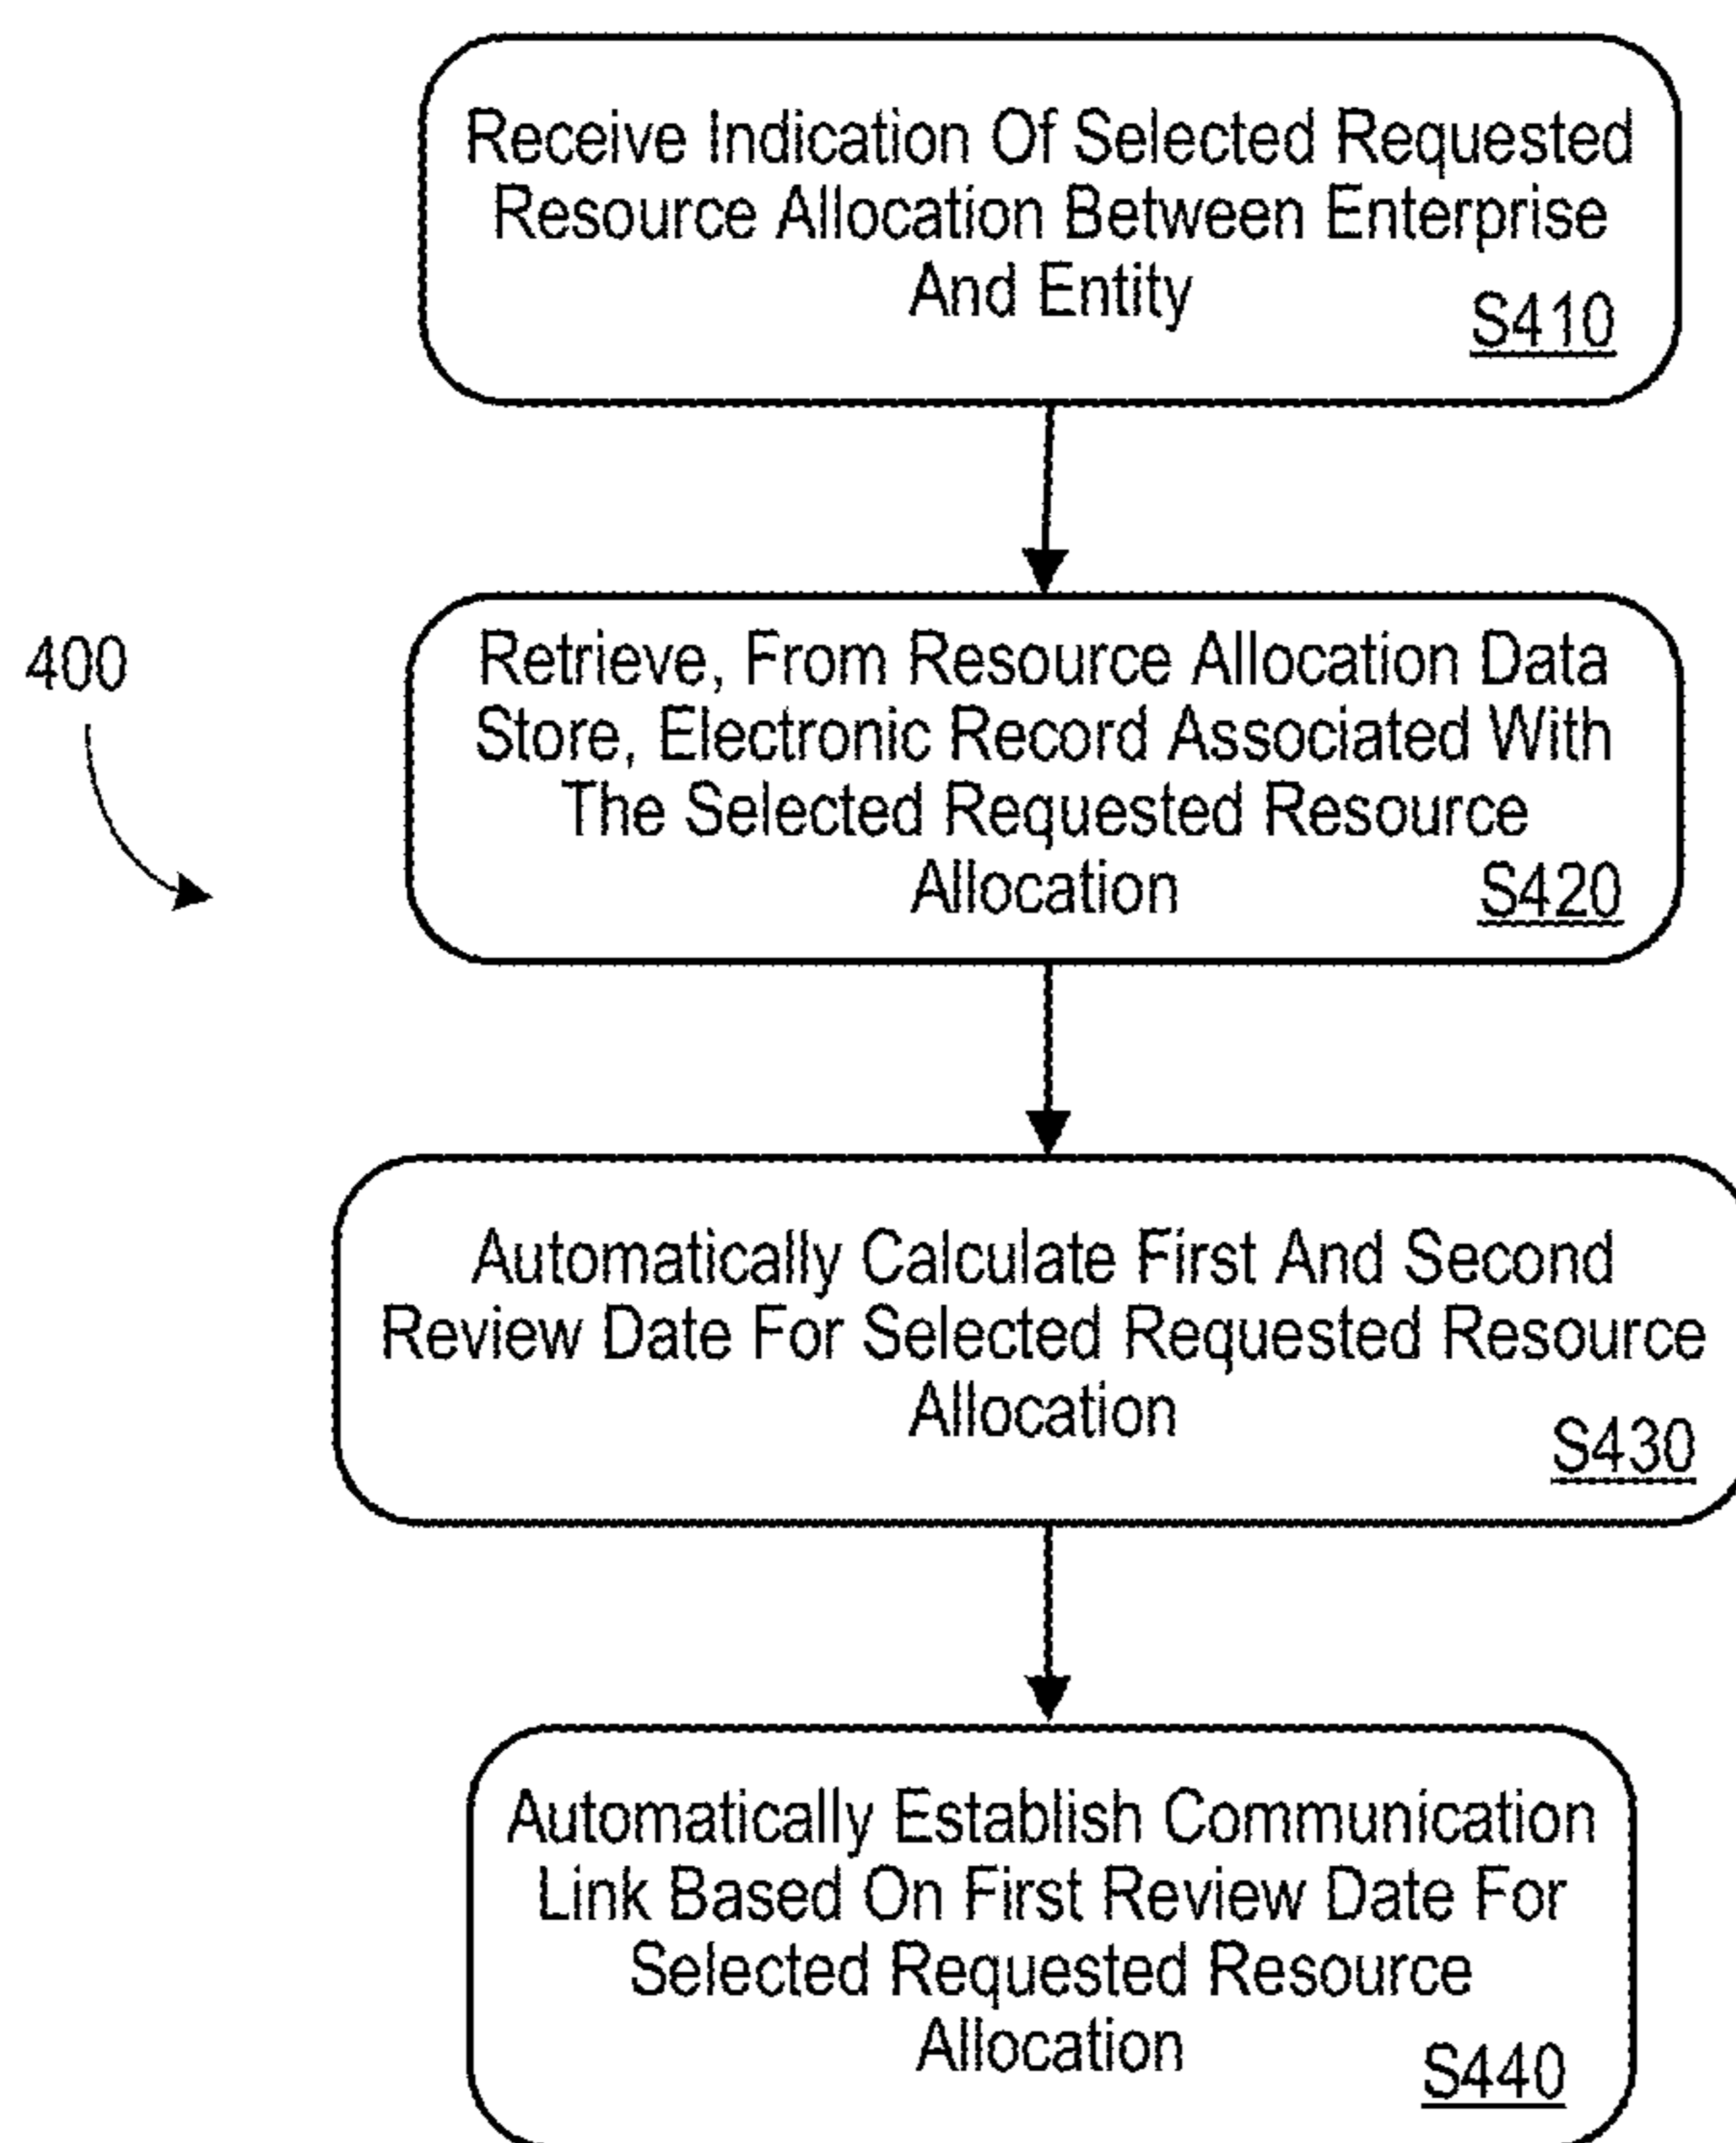 Receive Indication Of Selected Requested
Resource Allocation Between Enterprise
And Entity
S410
400
Retrieve, From Resource Allocation Data
Store, Electronic Record Associated With
The Selected Requested Resource
Allocation
S420
Automatically Calculate First And Second
Review Date For Selected Requested Resource
Allocation
S430
Automatically Establish Communication
Link Based On First Review Date For
Selected Requested Resource
Allocation
S440